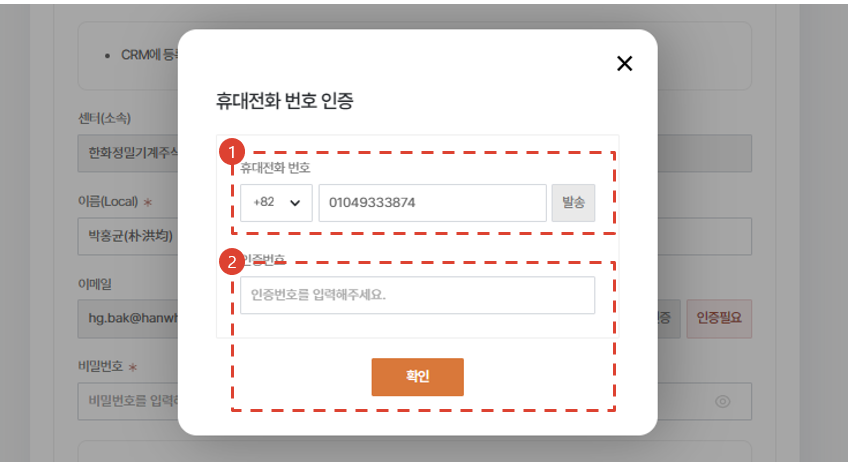 CRM에 등
휴대전화 번호 인증
센터(소속)
한화정밀기계주식
1
휴대전화 번호
+82 01049333874 발송
이름(Local) *
박홍균(朴洪均)
2 인증번호
이메일
인증번호를 입력해주세요.
hg.bak@hanwh 인증필요
비밀번호 *
확인
비밀번호를 입력